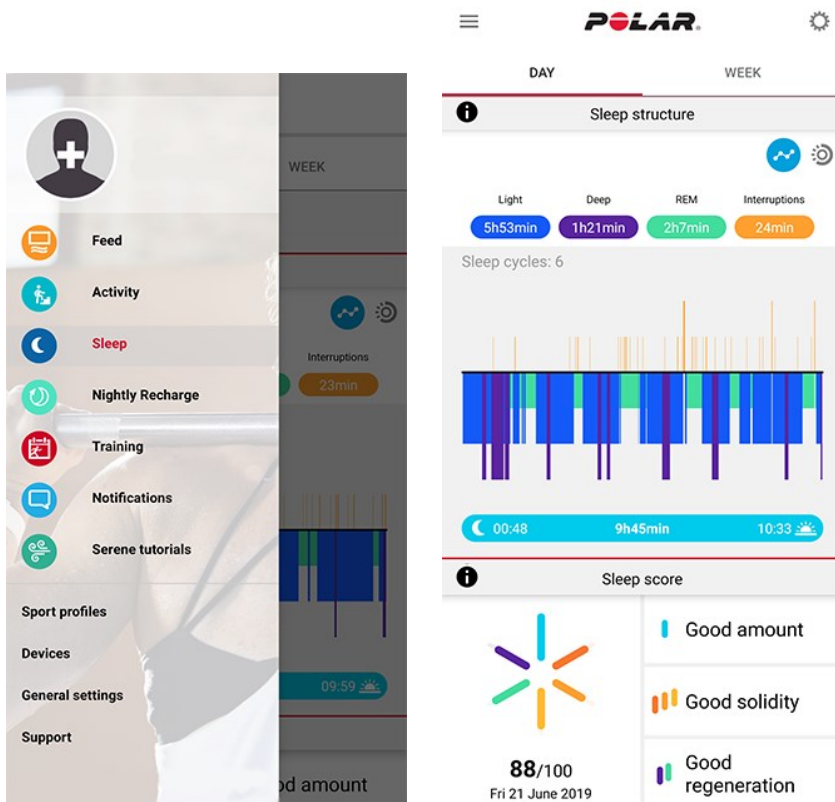 WEEK
Feed
Activity
Sleep
Nightly Recharge
Training
Notifications
Serene tutorials
Interruptions
23min
09:59
Sport profiles
Devices
General settings
Support
od amount
POLAR
DAY WEEK
Sleep structure
Light Deep REM Interruptions
5h53min 1h21min 2h7min 24min
Sleep cycles: 6
00:48 9h45min 10:33
Sleep score
Good amount
Good solidity
Good
regeneration
88/100
Fri 21 June 2019